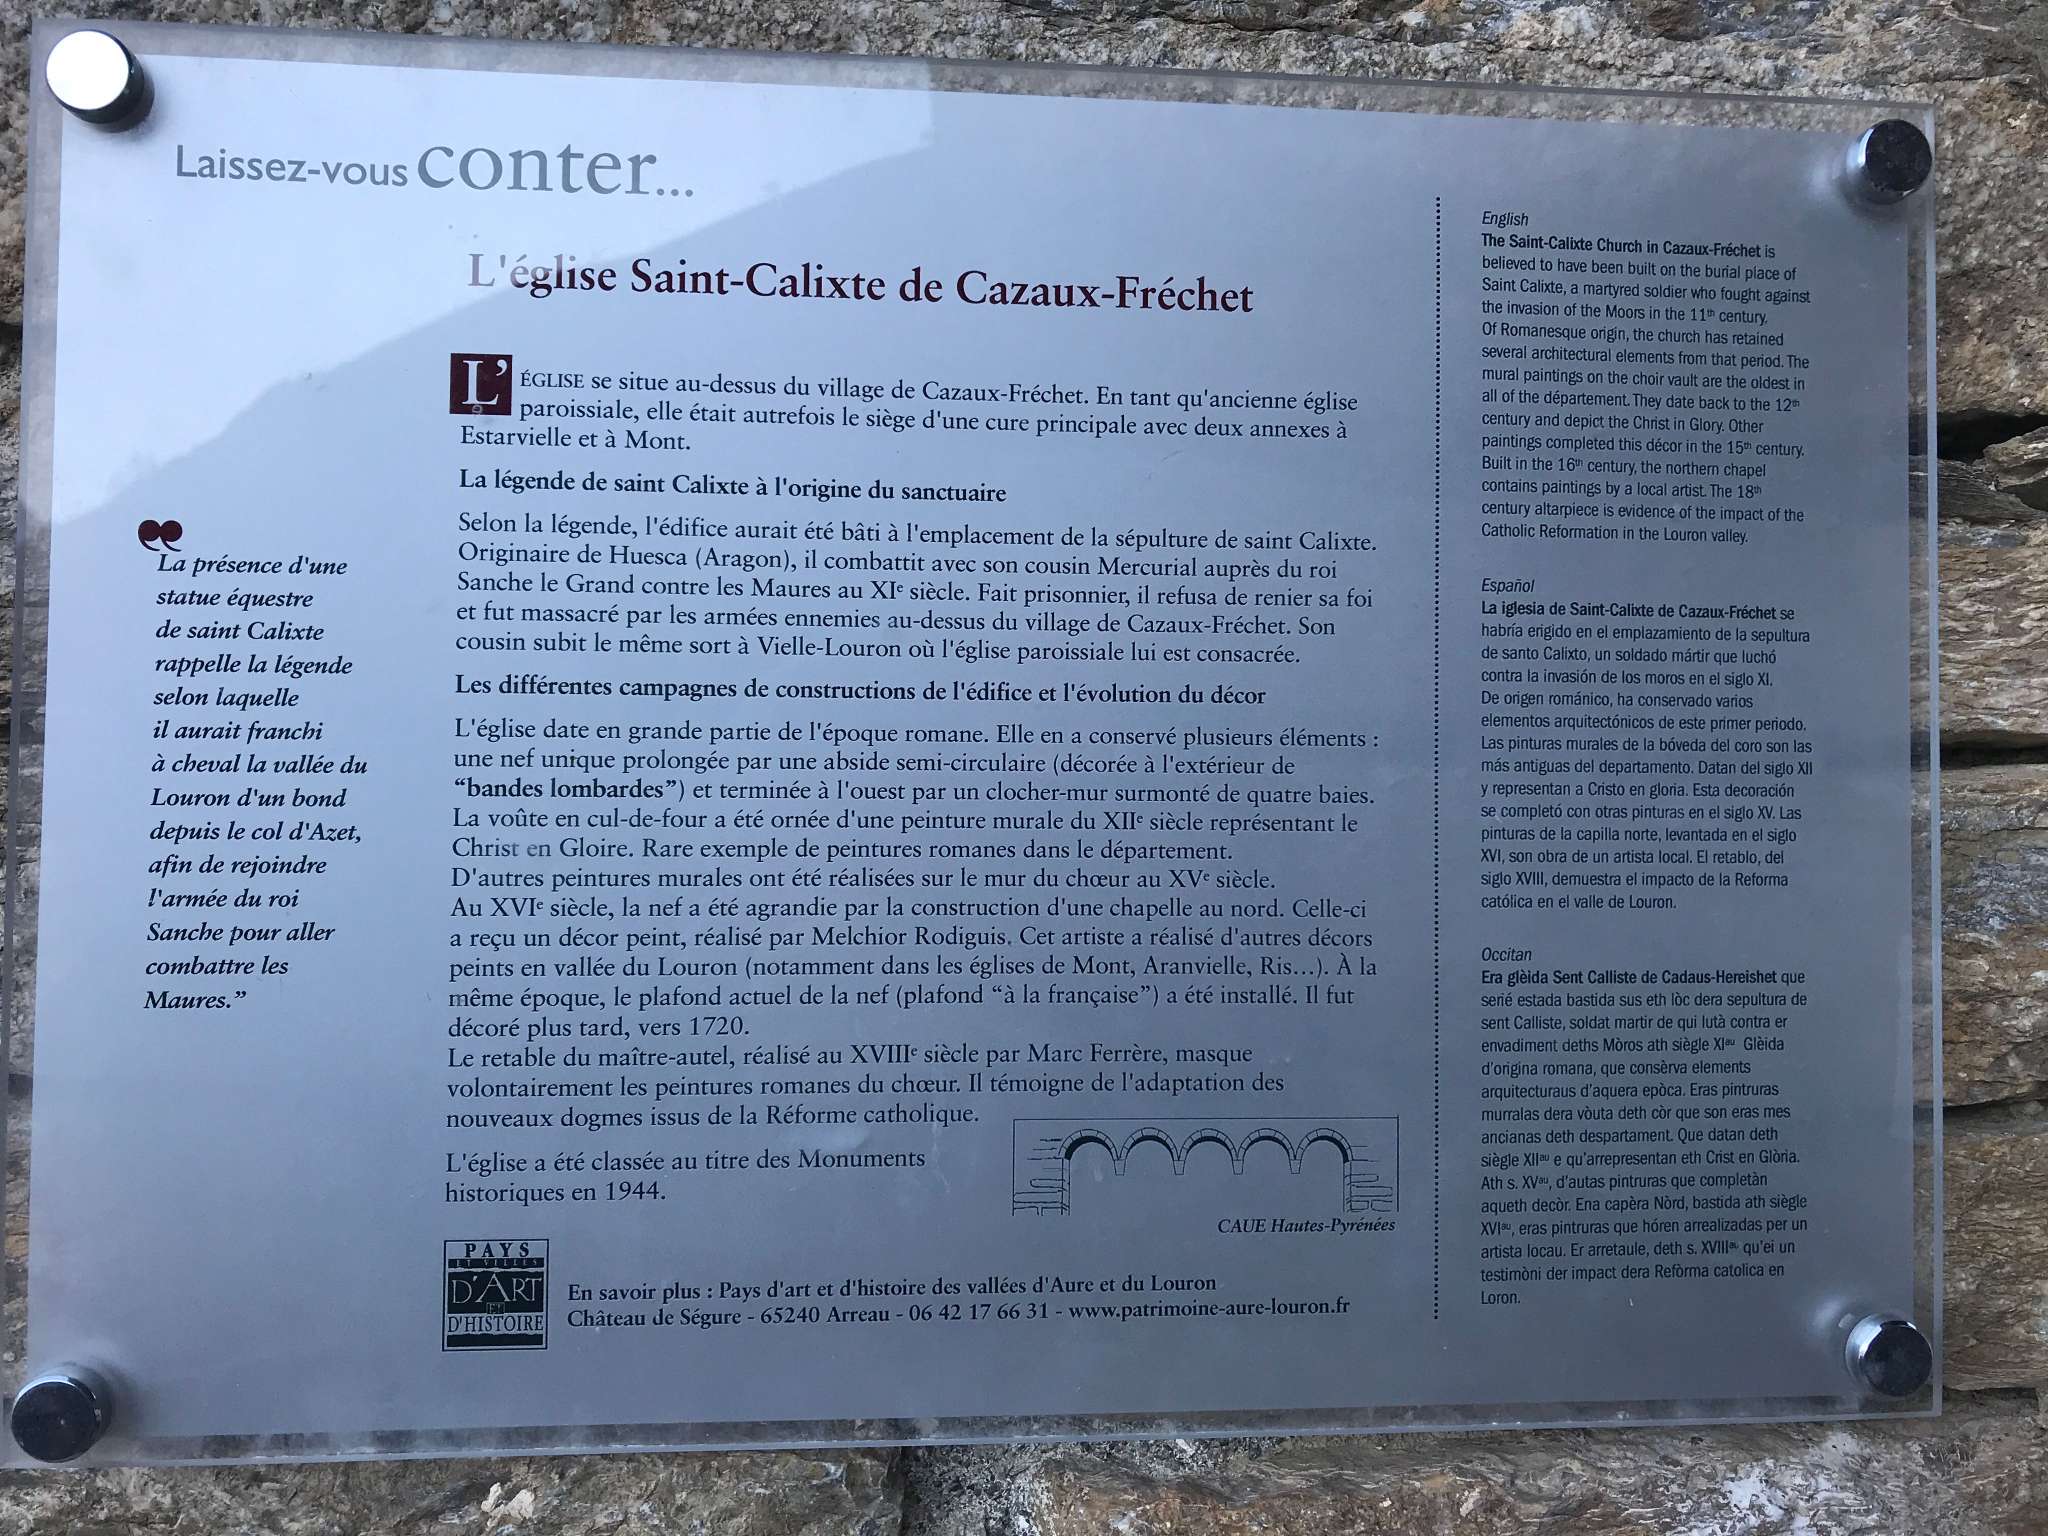 Laissez-vous conter...
L'église Saint-Calixte de Cazaux-Fréchet
L'ÉGLISE se situe au-dessus du village de Cazaux-Fréchet. En tant qu'ancienne église
paroissiale, elle était autrefois le siège d'une cure principale avec deux annexes à
Estarvielle et à Mont.
La légende de saint Calixte à l'origine du sanctuaire
Selon la légende, l'édifice aurait été bâti à l'emplacement de la sépulture de saint Calixte.
Originaire de Huesca (Aragon), il combattit avec son cousin Mercurial auprès du roi
Sanche le Grand contre les Maures au XIe siècle. Fait prisonnier, il refusa de renier sa foi
et fut massacré par les armées ennemies au-dessus du village de Cazaux-Fréchet. Son
cousin subit le même sort à Vielle-Louron où l'église paroissiale lui est consacrée.
Les différentes campagnes de constructions de l'édifice et l'évolution du décor
L'église date en grande partie de l'époque romane. Elle en a conservé plusieurs éléments :
une nef unique prolongée par une abside semi-circulaire (décorée à l'extérieur de
“bandes lombardes”) et terminée à l'ouest par un clocher-mur surmonté de quatre baies.
La voûte en cul-de-four a été ornée d'une peinture murale du XIIe siècle représentant le
Christ en Gloire. Rare exemple de peintures romanes dans le département.
D'autres peintures murales ont été réalisées sur le mur du chœur au XVe siècle.
Au XVIe siècle, la nef a été agrandie par la construction d'une chapelle au nord. Celle-ci
a reçu un décor peint, réalisé par Melchior Rodiguis. Cet artiste a réalisé d'autres décors
peints en vallée du Louron (notamment dans les églises de Mont, Aranvielle, Ris...). À la
même époque, le plafond actuel de la nef (plafond “à la française”) a été installé. Il fut
décoré plus tard, vers 1720.
Le retable du maître-autel, réalisé au XVIIIe siècle par Marc Ferrère, masque
volontairement les peintures romanes du chœur. Il témoigne de l'adaptation des
nouveaux dogmes issus de la Réforme catholique.
L'église a été classée au titre des Monuments
historiques en 1944.
CAUE Hautes-Pyrénées
PAYS
ET VILLES
D'ART
ET
D'HISTOIRE
En savoir plus : Pays d'art et d'histoire des vallées d'Aure et du Louron
Château de Ségure - 65240 Arreau - 06 42 17 66 31 - www.patrimoine-aure-louron.fr
“La présence d'une
statue équestre
de saint Calixte
rappelle la légende
selon laquelle
il aurait franchi
à cheval la vallée du
Louron d'un bond
depuis le col d'Azet,
afin de rejoindre
l'armée du roi
Sanche pour aller
combattre les
Maures.”
English
The Saint-Calixte Church in Cazaux-Fréchet is
believed to have been built on the burial place of
Saint Calixte, a martyred soldier who fought against
the invasion of the Moors in the 11th century.
Of Romanesque origin, the church has retained
several architectural elements from that period. The
mural paintings on the choir vault are the oldest in
all of the département. They date back to the 12th
century and depict the Christ in Glory. Other
paintings completed this décor in the 15th century.
Built in the 16th century, the northern chapel
contains paintings by a local artist. The 18th
century altarpiece is evidence of the impact of the
Catholic Reformation in the Louron valley.
Español
La iglesia de Saint-Calixte de Cazaux-Fréchet se
habría erigido en el emplazamiento de la sepultura
de santo Calixto, un soldado mártir que luchó
contra la invasión de los moros en el siglo XI.
De origen románico, ha conservado varios
elementos arquitectónicos de este primer periodo.
Las pinturas murales de la bóveda del coro son las
más antiguas del departamento. Datan del siglo XII
y representan a Cristo en gloria. Esta decoración
se completó con otras pinturas en el siglo XV. Las
pinturas de la capilla norte, levantada en el siglo
XVI, son obra de un artista local. El retablo, del
siglo XVIII, demuestra el impacto de la Reforma
católica en el valle de Louron.
Occitan
Era glèida Sent Calliste de Cadaus-Hereishet que
serié estada bastida sus eth lòc dera sepultura de
sent Calliste, soldat martir de qui lutà contra er
envadiment deths Mòros ath siègle XIau Glèida
d'origina romana, que consèrva elements
arquitecturaus d'aquera epòca. Eras pintruras
murralas dera vòuta deth còr que son eras mes
ancianas deth despartament. Que datan deth
siègle XIIau e qu'arrepresentan eth Crist en Glòria.
Ath s. XVau, d'autas pintruras que completàn
aqueth decòr. Ena capèra Nòrd, bastida ath siègle
XVIau, eras pintruras que hóren arrealizadas per un
artista locau. Er arretaule, deth s. XVIIIau qu'ei un
testimòni der impact dera Refòrma catolica en
Loron.